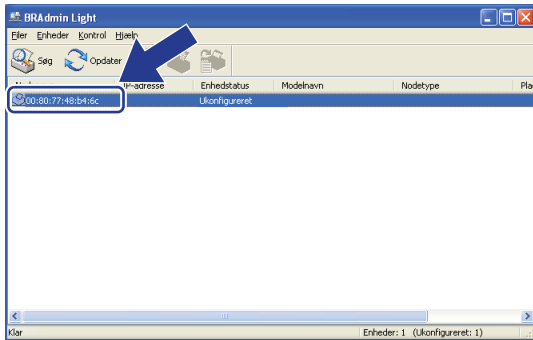 BRAdmin Light
Filer Enheder Kontrol Hjælp
Søg Opdater
IP-adresse Enhedstatus Modelnavn Nodetype
00:80:77:48:b4:6c Ukonfigureret
Klar Enheder: 1 (Ukonfigureret: 1)